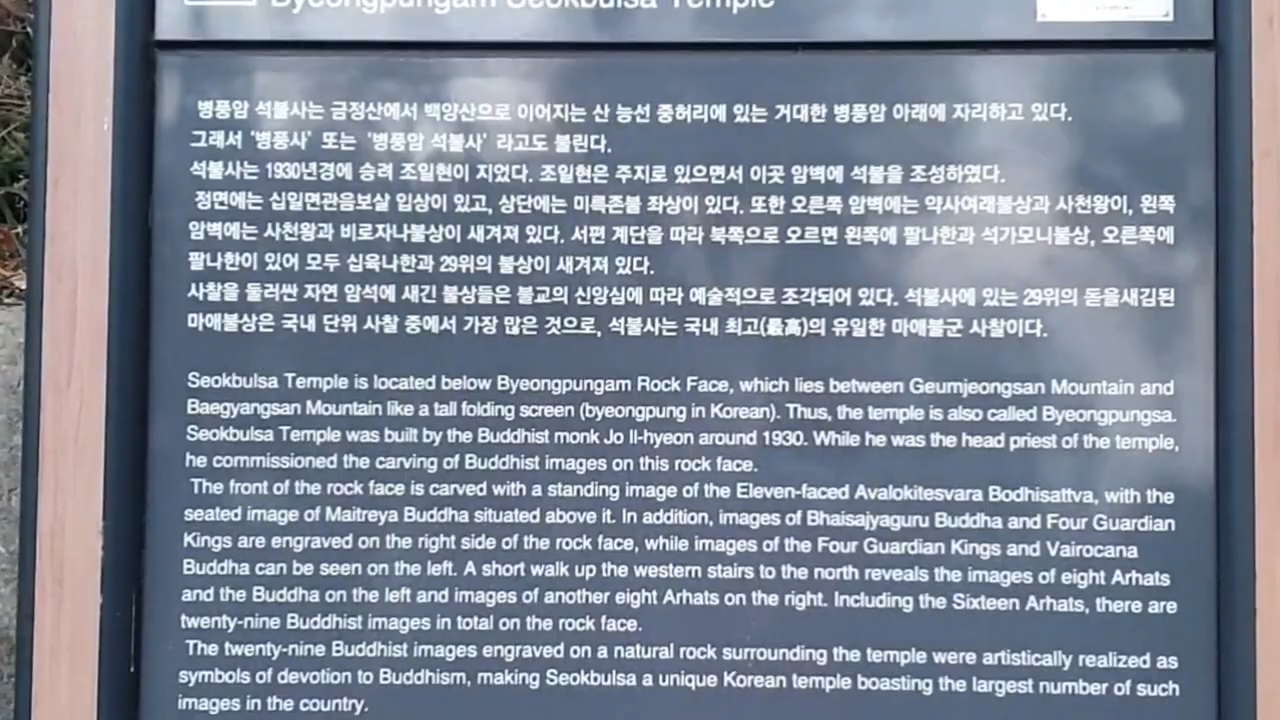 Byeongpungam Seokbulsa Temple
병풍암 석불사는 금정산에서 백양산으로 이어지는 산 능선 중허리에 있는 거대한 병풍암 아래에 자리하고 있다.
그래서 ‘병풍사’ 또는 ‘병풍암 석불사’ 라고도 불린다.
석불사는 1930년경에 승려 조일현이 지었다. 조일현은 주지로 있으면서 이곳 암벽에 석불을 조성하였다.
정면에는 십일면관음보살 입상이 있고, 상단에는 미륵존불 좌상이 있다. 또한 오른쪽 암벽에는 약사여래불상과 사천왕이, 왼쪽
암벽에는 사천왕과 비로자나불상이 새겨져 있다. 서편 계단을 따라 북쪽으로 오르면 왼쪽에 팔나한과 석가모니불상, 오른쪽에
팔나한이 있어 모두 십육나한과 29위의 불상이 새겨져 있다.
사찰을 둘러싼 자연 암석에 새긴 불상들은 불교의 신앙심에 따라 예술적으로 조각되어 있다. 석불사에 있는 29위의 돋을새김된
마애불상은 국내 단위 사찰 중에서 가장 많은 것으로, 석불사는 국내 최고(最高)의 유일한 마애불군 사찰이다.
Seokbulsa Temple is located below Byeongpungam Rock Face, which lies between Geumjeongsan Mountain and
Baegyangsan Mountain like a tall folding screen (byeongpung in Korean). Thus, the temple is also called Byeongpungsa.
Seokbulsa Temple was built by the Buddhist monk Jo Il-hyeon around 1930. While he was the head priest of the temple,
he commissioned the carving of Buddhist images on this rock face.
The front of the rock face is carved with a standing image of the Eleven-faced Avalokitesvara Bodhisattva, with the
seated image of Maitreya Buddha situated above it. In addition, images of Bhaisajyaguru Buddha and Four Guardian
Kings are engraved on the right side of the rock face, while images of the Four Guardian Kings and Vairocana
Buddha can be seen on the left. A short walk up the western stairs to the north reveals the images of eight Arhats
and the Buddha on the left and images of another eight Arhats on the right. Including the Sixteen Arhats, there are
twenty-nine Buddhist images in total on the rock face.
The twenty-nine Buddhist images engraved on a natural rock surrounding the temple were artistically realized as
symbols of devotion to Buddhism, making Seokbulsa a unique Korean temple boasting the largest number of such
images in the country.